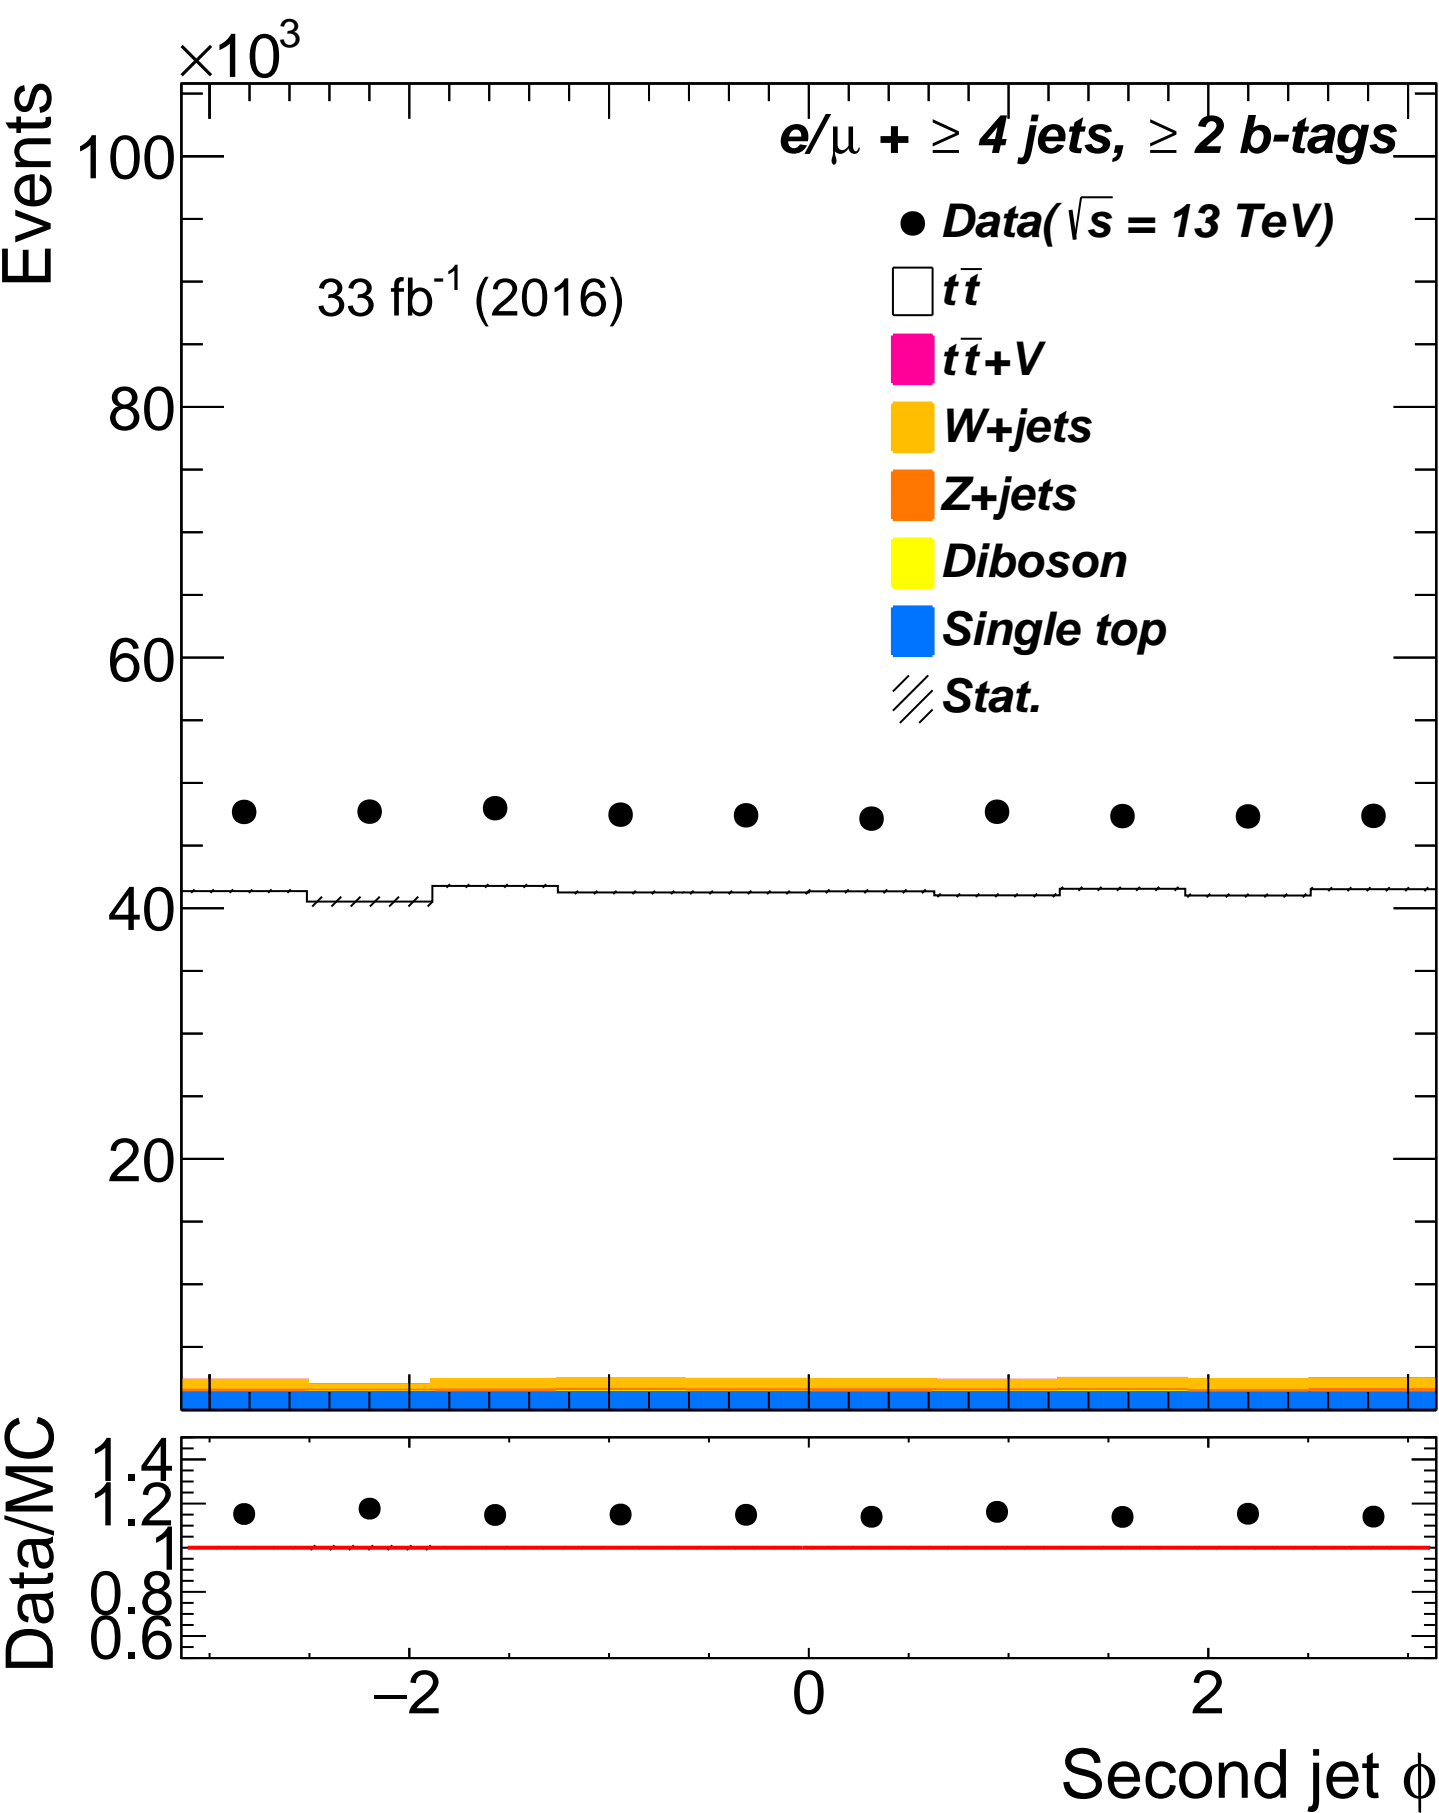 ×10³
Events
100
80
60
40
20
e/μ + ≥ 4 jets, ≥ 2 b-tags
Data(√s = 13 TeV)
33 fb⁻¹ (2016)
tt̅
tt̅+V
W+jets
Z+jets
Diboson
Single top
Stat.
Data/MC
1.4
1.2
1
0.8
0.6
−2 0 2
Second jet ϕ